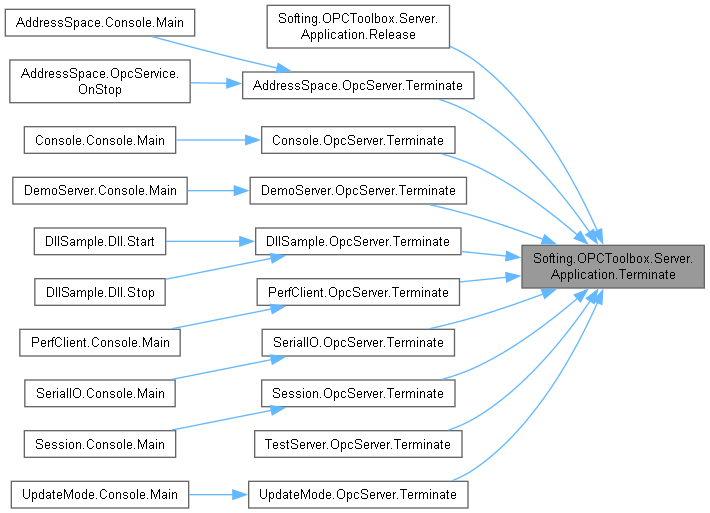 AddressSpace.Console.Main
Softing.OPCToolbox.Server.
Application.Release
AddressSpace.OpcService.
OnStop
AddressSpace.OpcServer.Terminate
Console.Console.Main
Console.OpcServer.Terminate
DemoServer.Console.Main
DemoServer.OpcServer.Terminate
DllSample.Dll.Start
DllSample.OpcServer.Terminate
Softing.OPCToolbox.Server.
Application.Terminate
DllSample.Dll.Stop
PerfClient.OpcServer.Terminate
PerfClient.Console.Main
SerialIO.OpcServer.Terminate
SerialIO.Console.Main
Session.OpcServer.Terminate
Session.Console.Main
TestServer.OpcServer.Terminate
UpdateMode.Console.Main
UpdateMode.OpcServer.Terminate